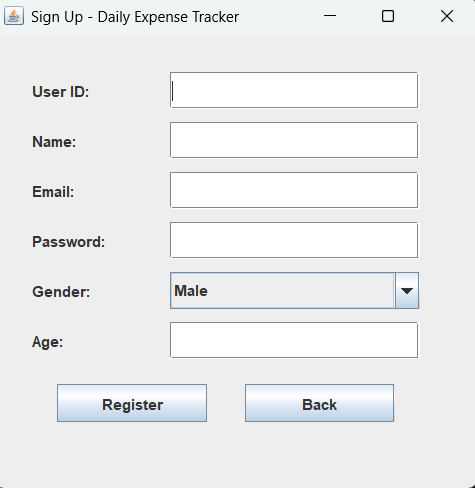 Sign Up - Daily Expense Tracker
User ID:
Name:
Email:
Password:
Gender: Male
Age:
Register Back